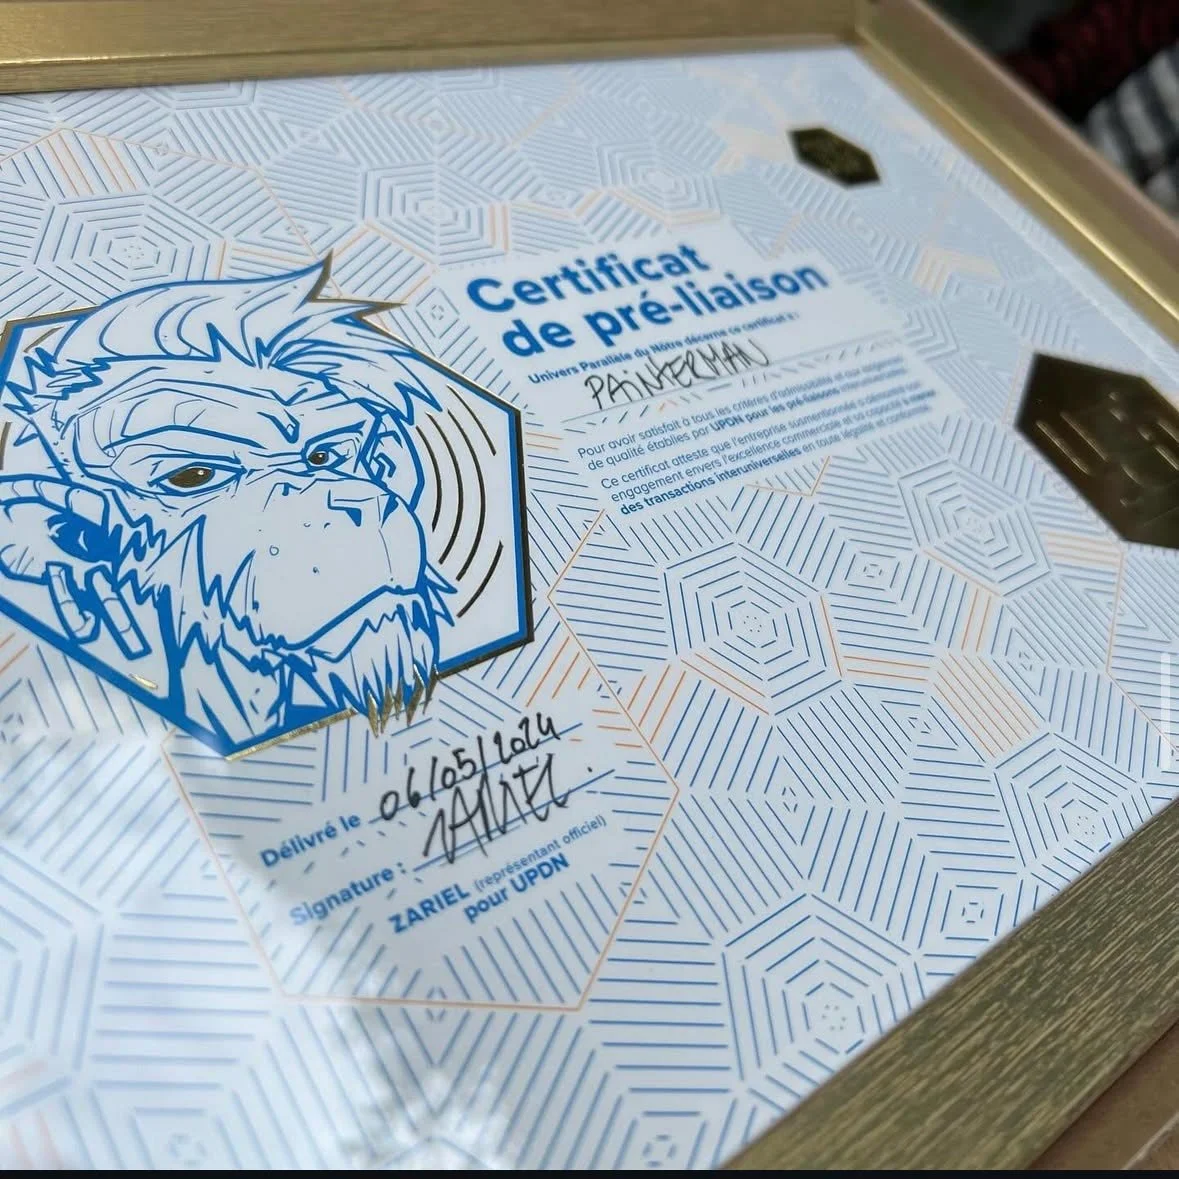 Certificat
de pré-liaison
Univers Parallèle du Nôtre décerne ce certificat à :
PAINTERMAN
Pour avoir satisfait à tous les critères d'admissibilité et aux exigences
de qualité établies par UPDN pour les pré-liaisons interuniverselles.
Ce certificat atteste que l'entreprise susmentionnée a démontré son
engagement envers l'excellence commerciale et sa capacité à mener
des transactions interuniverselles en toute légalité et conformité.
Délivré le 06/05/2024
Signature :
ZARIEL (représentant officiel)
pour UPDN